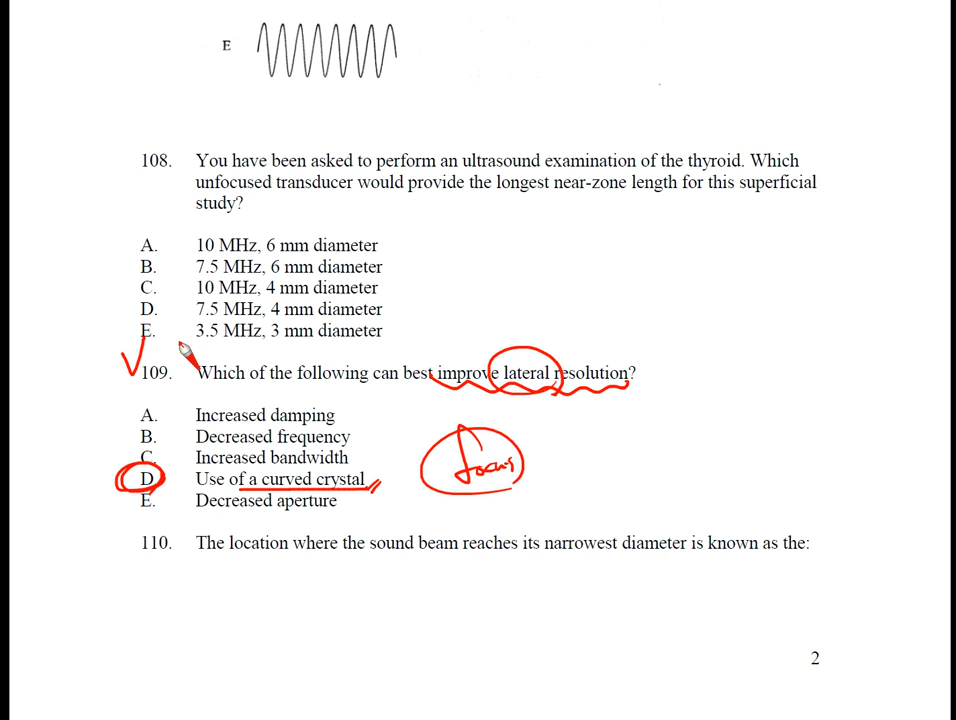 E
108. You have been asked to perform an ultrasound examination of the thyroid. Which
unfocused transducer would provide the longest near-zone length for this superficial
study?
A. 10 MHz, 6 mm diameter
B. 7.5 MHz, 6 mm diameter
C. 10 MHz, 4 mm diameter
D. 7.5 MHz, 4 mm diameter
E. 3.5 MHz, 3 mm diameter
109. Which of the following can best improve lateral resolution?
A. Increased damping
B. Decreased frequency
C. Increased bandwidth
focus
D. Use of a curved crystal
E. Decreased aperture
110. The location where the sound beam reaches its narrowest diameter is known as the:
2